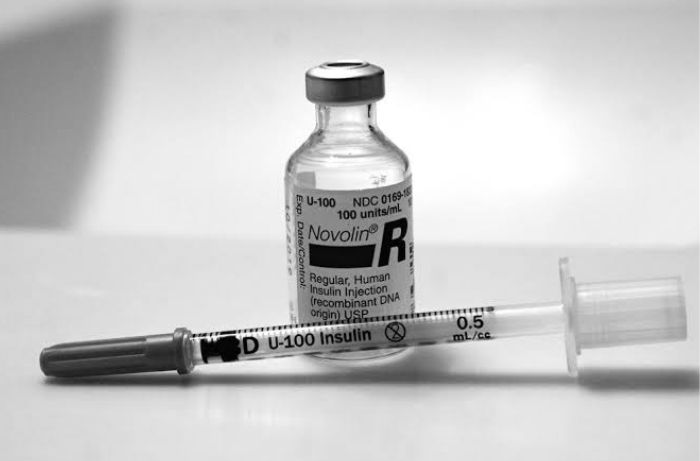 U-100 NDC 0169-
100 units/mL
Novolin® R
Regular, Human
Insulin Injection
(recombinant DNA
origin) USP
Exp. Date/Control:
D U-100 Insulin
0.5
mL/cc